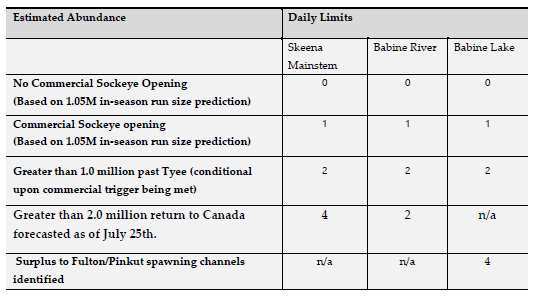 Estimated Abundance Daily Limits
Skeena Babine River Babine Lake
Mainstem
No Commercial Sockeye Opening 0 0 0
(Based on 1.05M in-season run size prediction)
Commercial Sockeye opening 1 1 1
(Based on 1.05M in-season run size prediction)
Greater than 1.0 million past Tyee (conditional 2 2 2
upon commercial trigger being met)
Greater than 2.0 million return to Canada 4 2 n/a
forecasted as of July 25th.
Surplus to Fulton/Pinkut spawning channels n/a n/a 4
identified